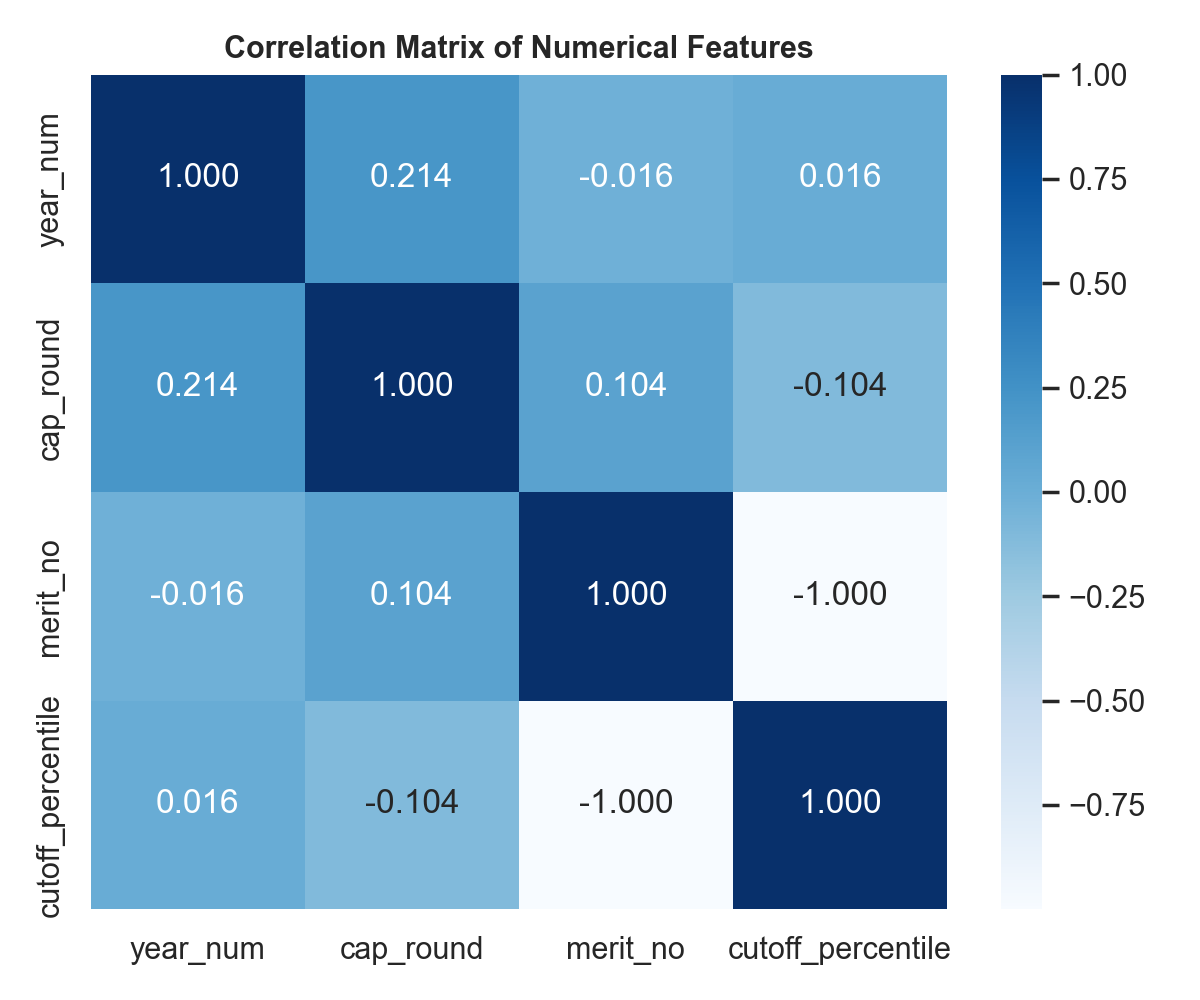 Correlation Matrix of Numerical Features
year_num
1.000
0.214
-0.016
0.016
cap_round
0.214
1.000
0.104
-0.104
merit_no
-0.016
0.104
1.000
-1.000
cutoff_percentile
0.016
-0.104
-1.000
1.000
year_num
cap_round
merit_no
cutoff_percentile
1.00
0.75
0.50
0.25
0.00
−0.25
−0.50
−0.75